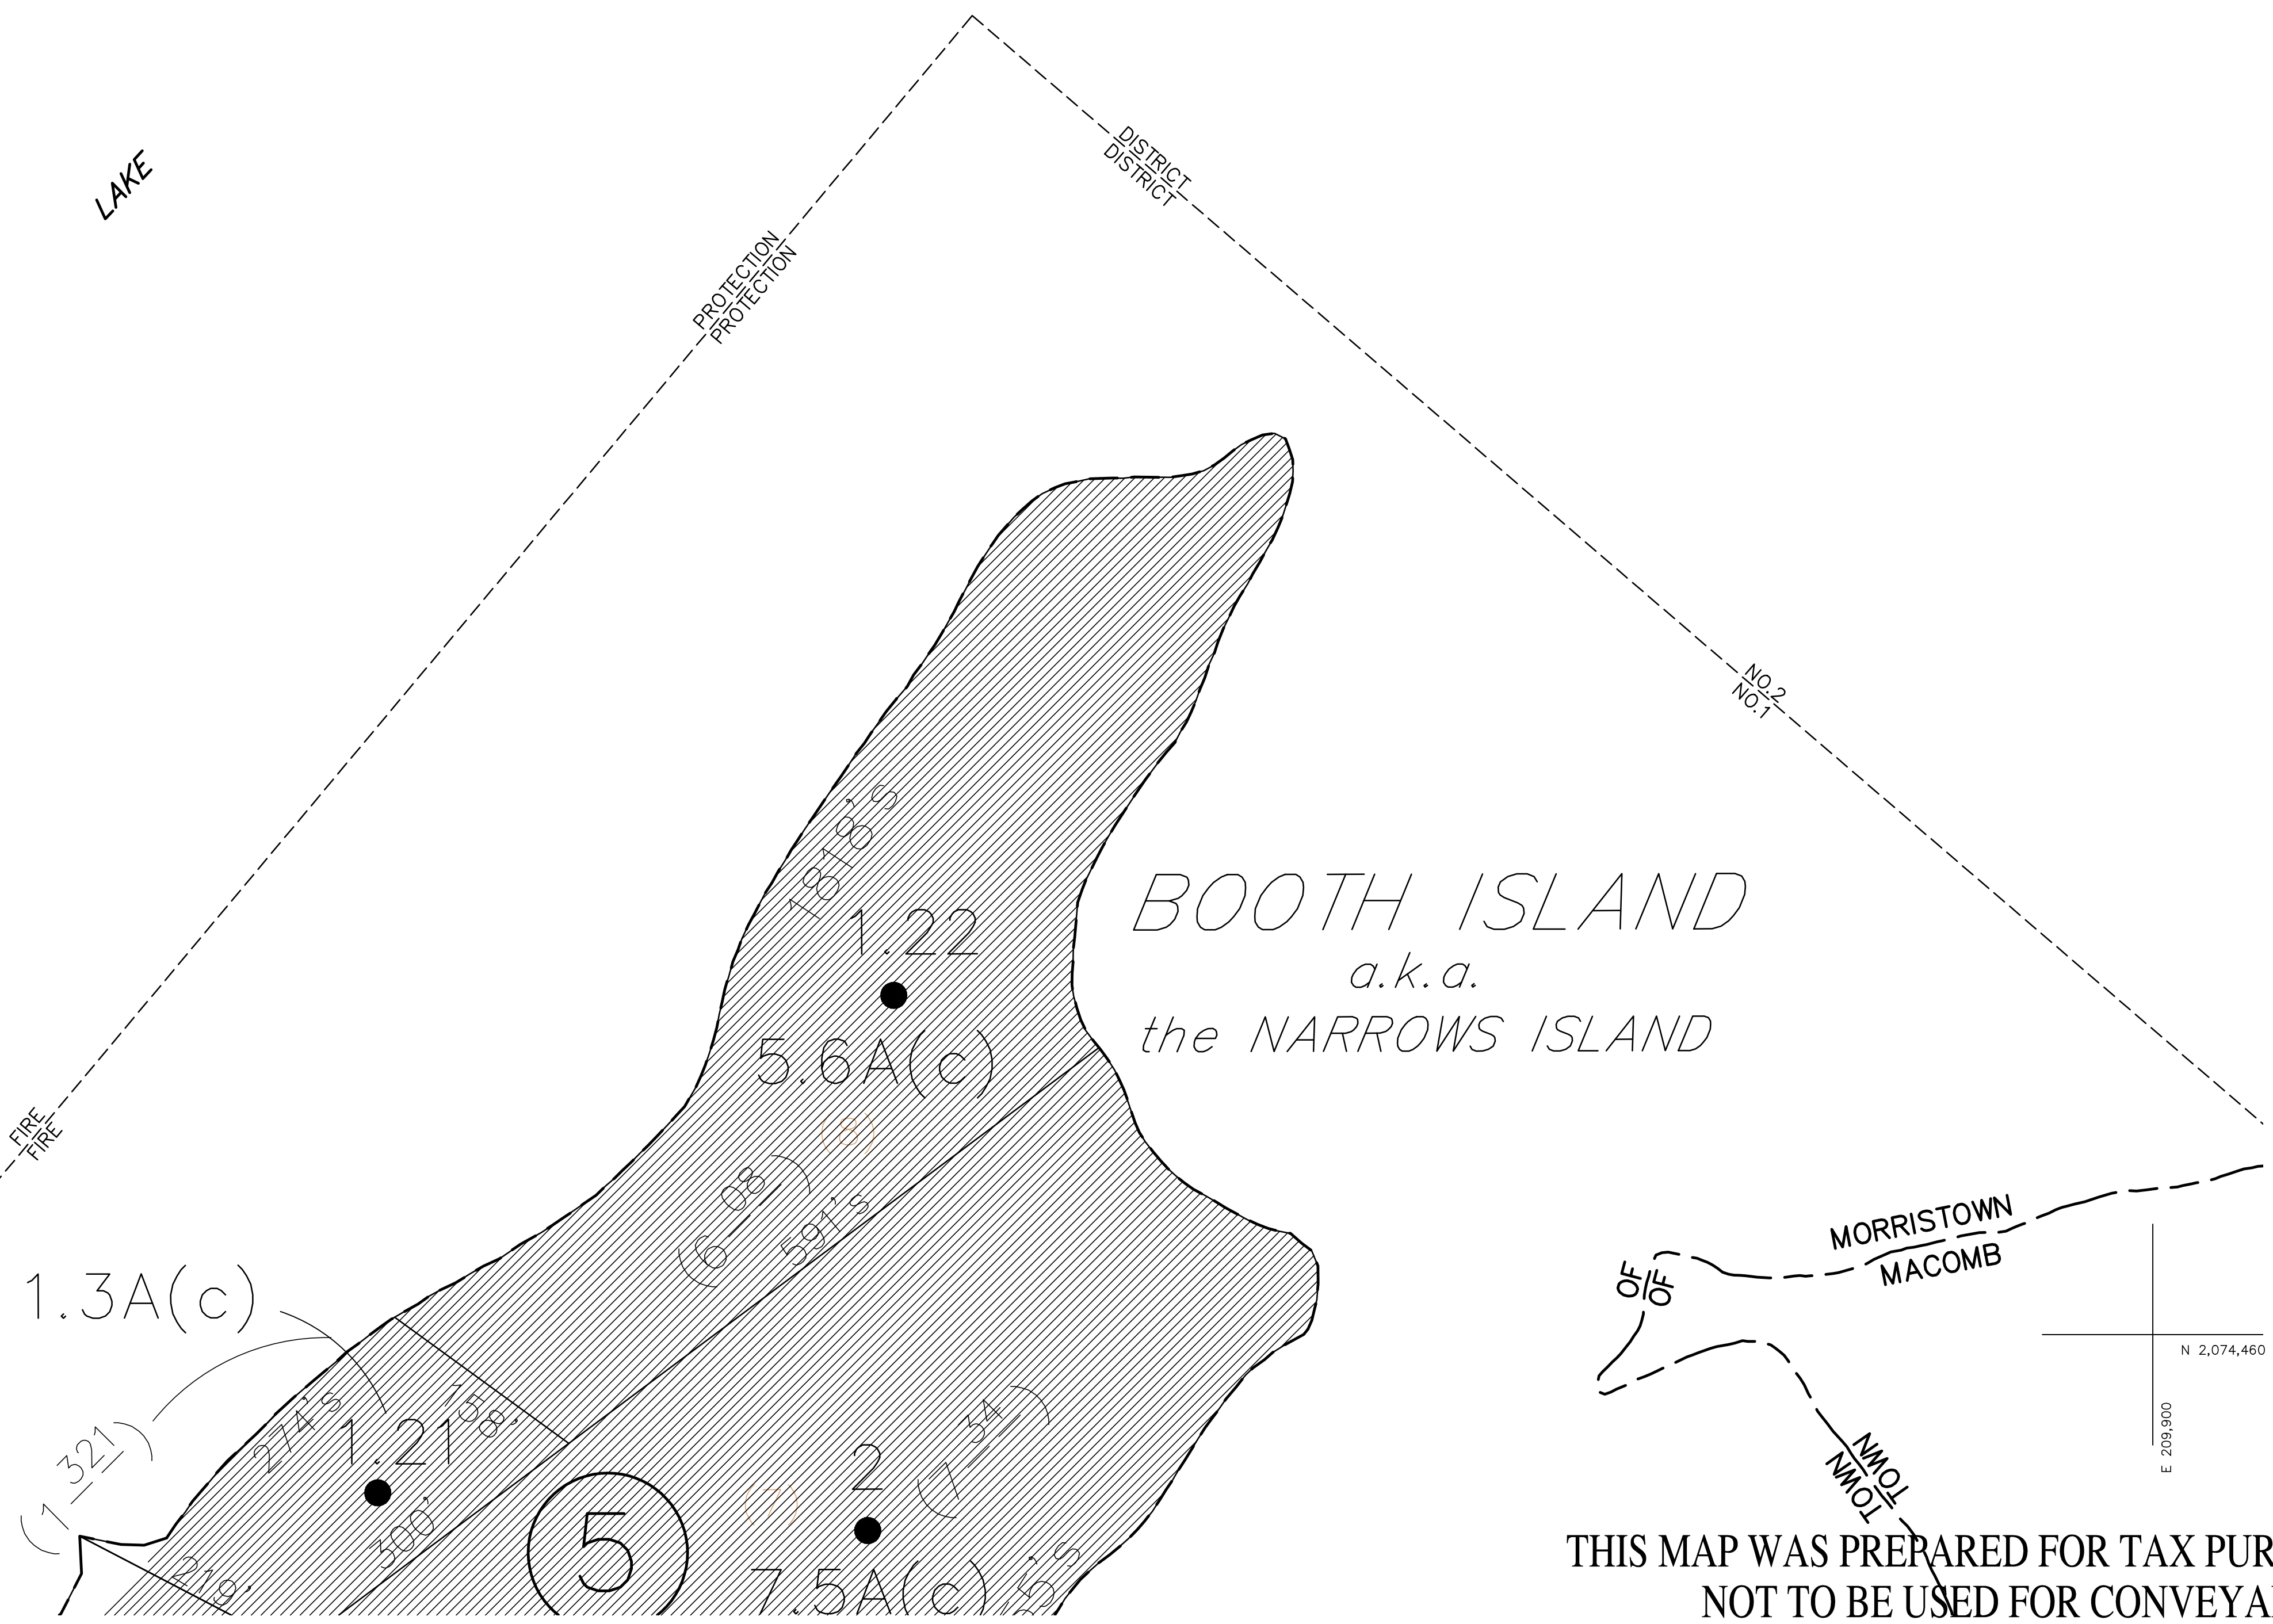 LAKE
DISTRICT
DISTRICT
PROTECTION
PROTECTION
NO.2
NO.1
1818' S
1.22
5.6A(c)
(8)
(6 08)
591' S
BOOTH ISLAND
a.k.a.
the NARROWS ISLAND
FIRE
FIRE
MORRISTOWN
MACOMB
OF
OF
N 2,074,460
E 209,900
TOWN
TOWN
1.3A(c)
(1 321)
274' S
1.21
300'
219'
5
2
(7)
(7 34)
7.5A(c)
THIS MAP WAS PREPARED FOR TAX PUR
NOT TO BE USED FOR CONVEYA